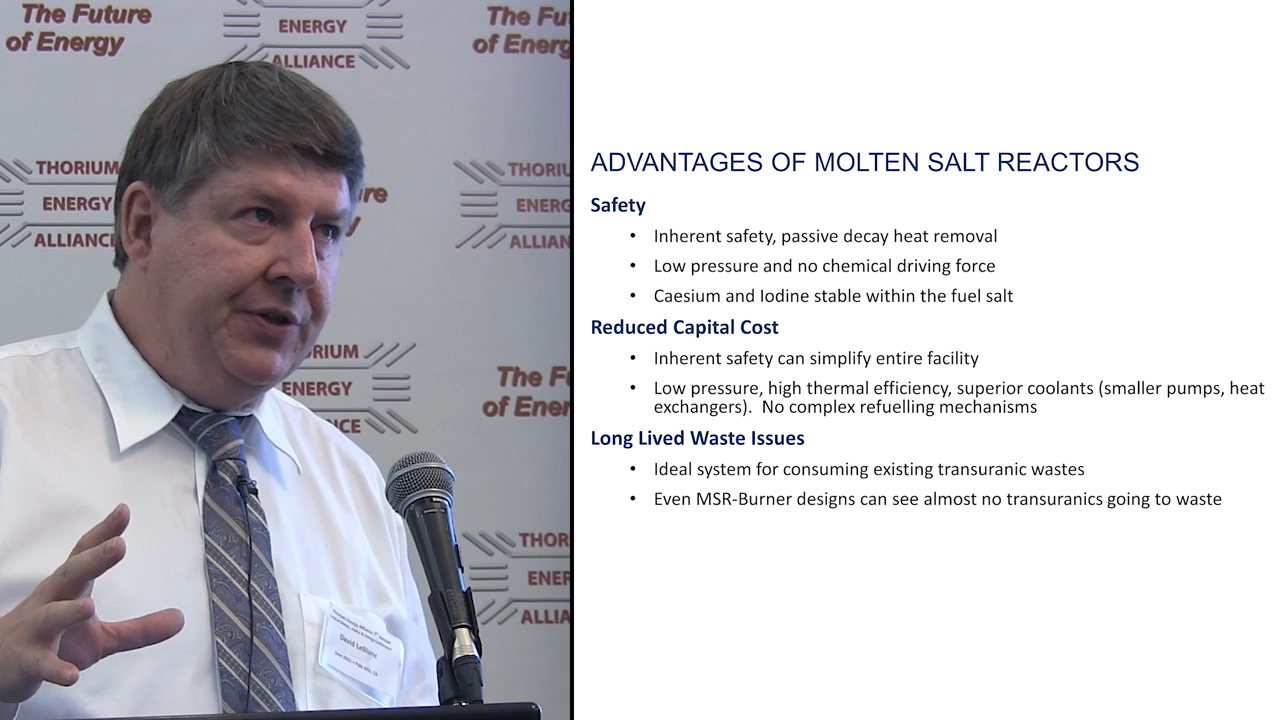 The Future
of Energy
ENERGY
ALLIANCE
The Fu
of Energ
THORIUM
ENERGY
ALLIANCE
re
y
THORIU
ENERG
ALLIAN
ORIUM
ENERGY
NCE
The F
of Ener
THOR
ENER
ALLIA
David LeBlanc
ADVANTAGES OF MOLTEN SALT REACTORS
Safety
• Inherent safety, passive decay heat removal
• Low pressure and no chemical driving force
• Caesium and Iodine stable within the fuel salt
Reduced Capital Cost
• Inherent safety can simplify entire facility
• Low pressure, high thermal efficiency, superior coolants (smaller pumps, heat
exchangers). No complex refuelling mechanisms
Long Lived Waste Issues
• Ideal system for consuming existing transuranic wastes
• Even MSR-Burner designs can see almost no transuranics going to waste